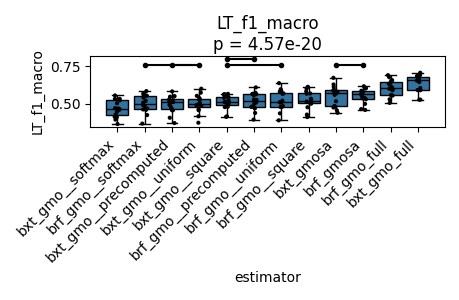 LT_f1_macro
p = 4.57e-20
LT_f1_macro
0.75
0.50
bxt_gmo__softmax
brf_gmo__softmax
bxt_gmo__precomputed
bxt_gmo__uniform
bxt_gmo__square
brf_gmo__precomputed
brf_gmo__uniform
brf_gmo__square
bxt_gmosa
brf_gmosa
brf_gmo_full
bxt_gmo_full
estimator